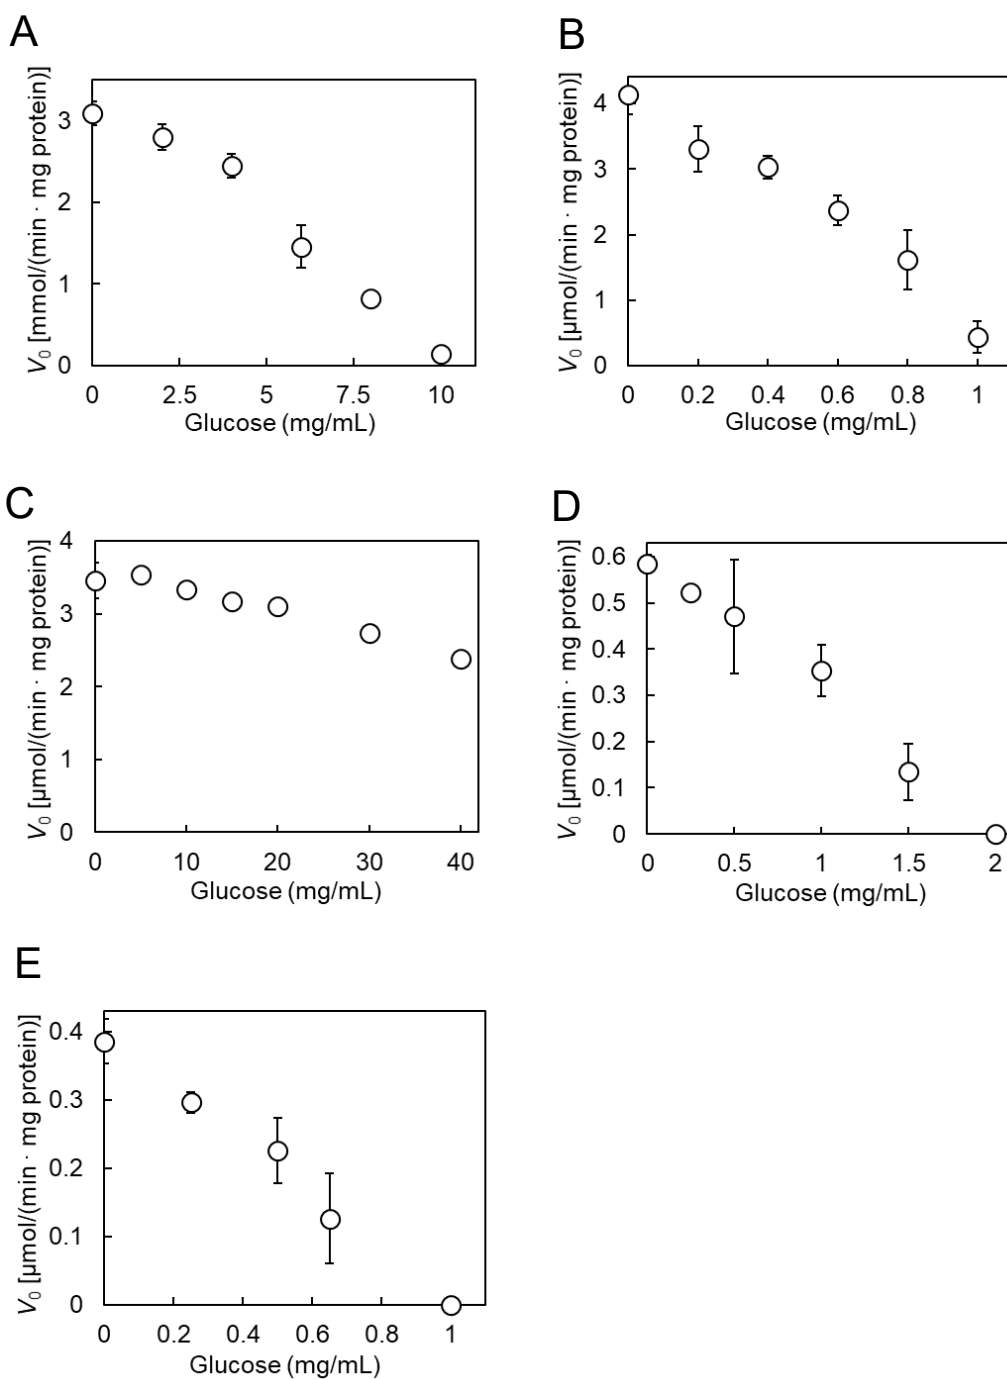 A
V0 [mmol/(min · mg protein)]
3
2
1
0
0 2.5 5 7.5 10
Glucose (mg/mL)
B
V0 [µmol/(min · mg protein)]
4
3
2
1
0
0 0.2 0.4 0.6 0.8 1
Glucose (mg/mL)
C
V0 [µmol/(min · mg protein)]
4
3
2
1
0
0 10 20 30 40
Glucose (mg/mL)
D
V0 [µmol/(min · mg protein)]
0.6
0.5
0.4
0.3
0.2
0.1
0
0 0.5 1 1.5 2
Glucose (mg/mL)
E
V0 [µmol/(min · mg protein)]
0.4
0.3
0.2
0.1
0
0 0.2 0.4 0.6 0.8 1
Glucose (mg/mL)